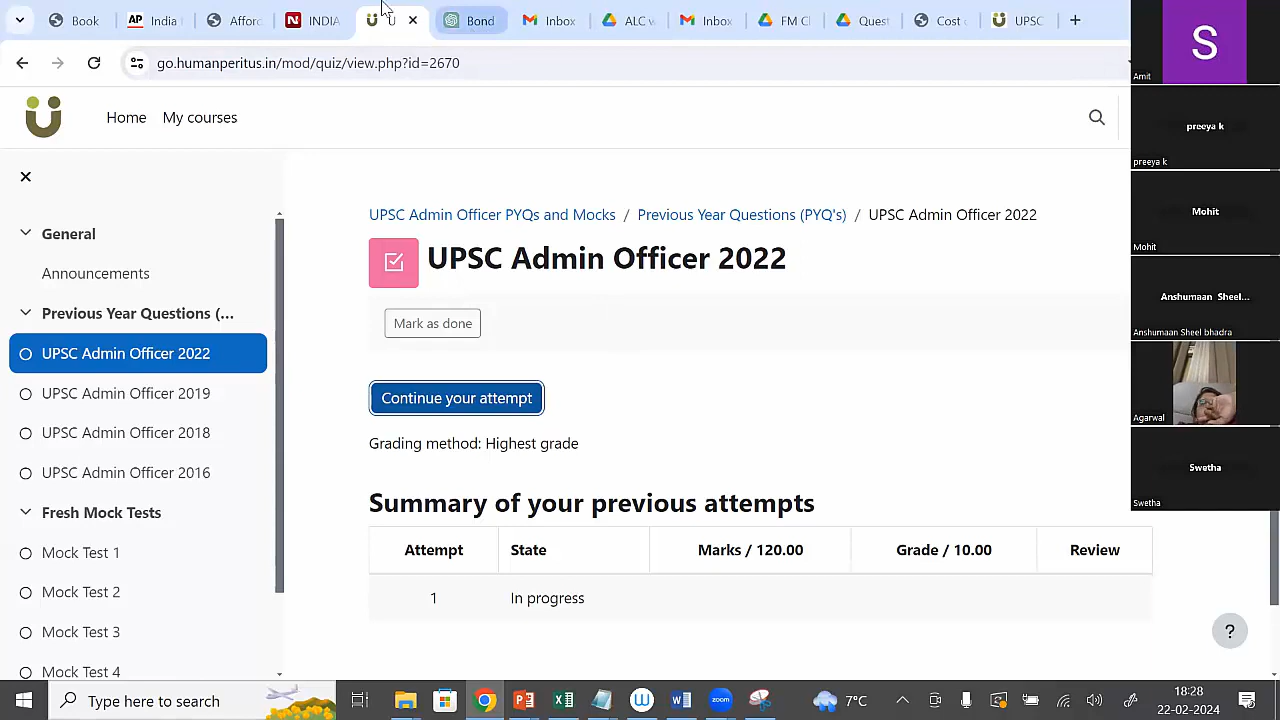 Book
AP India
Afford
N INDIA
U
Bond
Inbo
ALC w
Inbo
FM Cl
Quest
Cost u
UPSC
go.humanperitus.in/mod/quiz/view.php?id=2670
Home My courses
General
Announcements
Previous Year Questions (...
UPSC Admin Officer 2022
UPSC Admin Officer 2019
UPSC Admin Officer 2018
UPSC Admin Officer 2016
Fresh Mock Tests
Mock Test 1
Mock Test 2
Mock Test 3
Mock Test 4
UPSC Admin Officer PYQs and Mocks / Previous Year Questions (PYQ's) / UPSC Admin Officer 2022
UPSC Admin Officer 2022
Mark as done
Continue your attempt
Grading method: Highest grade
Summary of your previous attempts
Attempt State Marks / 120.00 Grade / 10.00 Review
1 In progress
?
S
Amit
preeya k
preeya k
Mohit
Mohit
Anshumaan Sheel...
Anshumaan Sheel bhadra
Agarwal
Swetha
Swetha
Type here to search
zoom
7°C
18:28
22-02-2024